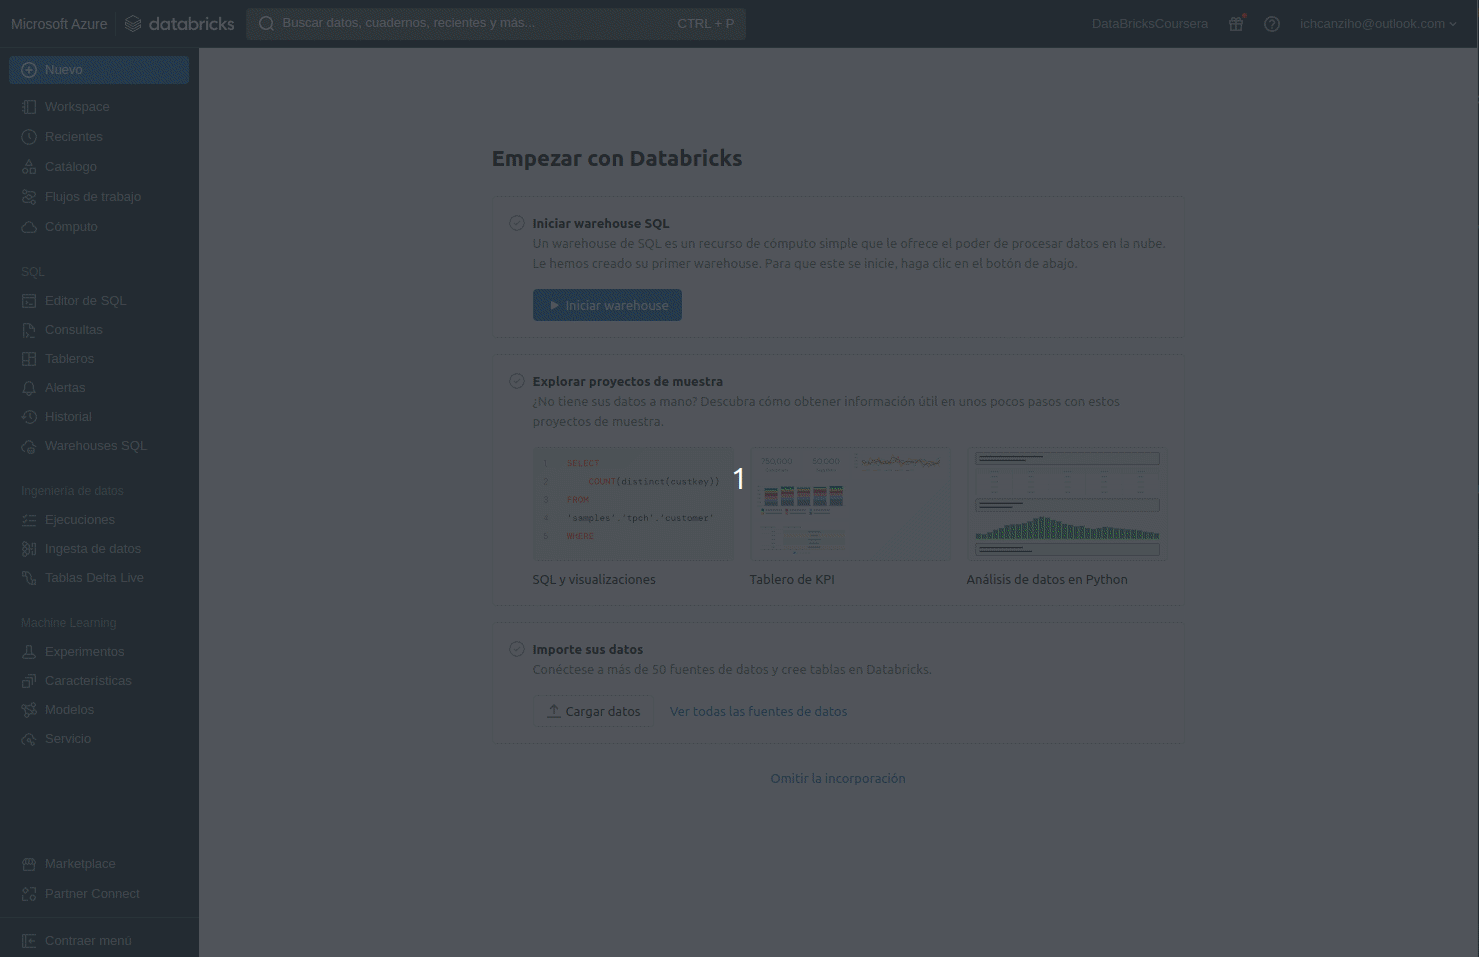 Microsoft Azure
databricks
Buscar datos, cuadernos, recientes y más...
CTRL + P
DataBricksCoursera
ichcanziho@outlook.com
Nuevo
Workspace
Recientes
Catálogo
Flujos de trabajo
Cómputo
SQL
Editor de SQL
Consultas
Tableros
Alertas
Historial
Warehouses SQL
Ingeniería de datos
Ejecuciones
Ingesta de datos
Tablas Delta Live
Machine Learning
Experimentos
Características
Modelos
Servicio
Marketplace
Partner Connect
Contraer menú
Empezar con Databricks
Iniciar warehouse SQL
Un warehouse de SQL es un recurso de cómputo simple que le ofrece el poder de procesar datos en la nube.
Le hemos creado su primer warehouse. Para que este se inicie, haga clic en el botón de abajo.
Iniciar warehouse
Explorar proyectos de muestra
¿No tiene sus datos a mano? Descubra cómo obtener información útil en unos pocos pasos con estos
proyectos de muestra.
1 SELECT
2 COUNT(distinct(custkey))
3 FROM
4 'samples'.'tpch'.'customer'
5 WHERE
1
150,000
50,000
SQL y visualizaciones
Tablero de KPI
Análisis de datos en Python
Importe sus datos
Conéctese a más de 50 fuentes de datos y cree tablas en Databricks.
Cargar datos
Ver todas las fuentes de datos
Omitir la incorporación